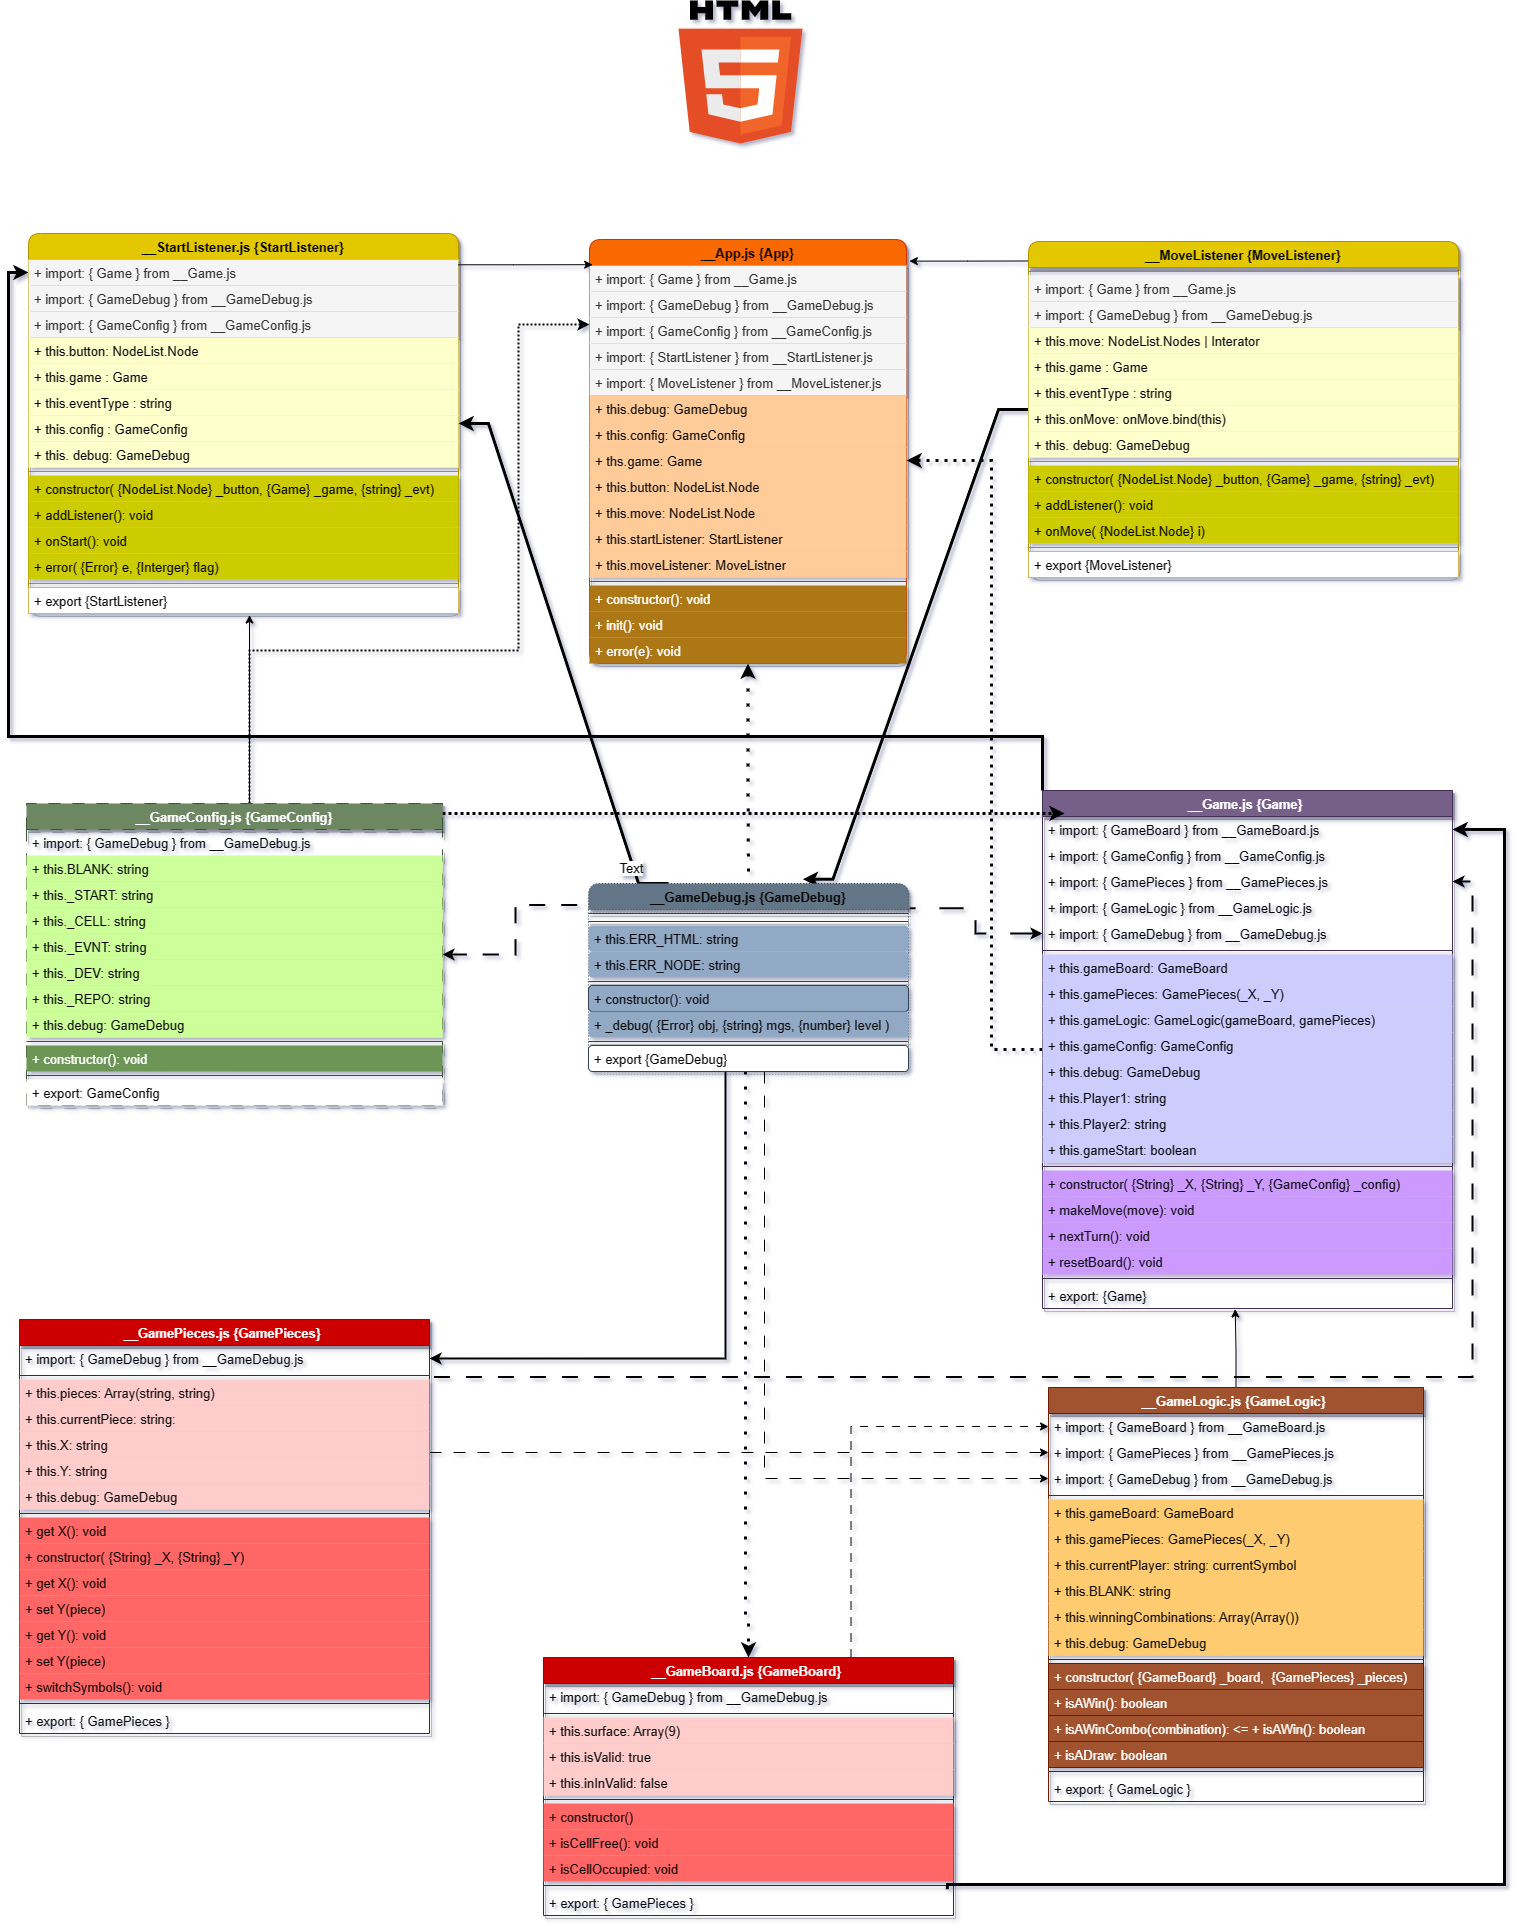 HTML
5
__StartListener.js {StartListener}
+ import: { Game } from __Game.js
+ import: { GameDebug } from __GameDebug.js
+ import: { GameConfig } from __GameConfig.js
+ this.button: NodeList.Node
+ this.game : Game
+ this.eventType : string
+ this.config : GameConfig
+ this. debug: GameDebug
+ constructor( {NodeList.Node} _button, {Game} _game, {string} _evt)
+ addListener(): void
+ onStart(): void
+ error( {Error} e, {Interger} flag)
+ export {StartListener}
__App.js {App}
+ import: { Game } from __Game.js
+ import: { GameDebug } from __GameDebug.js
+ import: { GameConfig } from __GameConfig.js
+ import: { StartListener } from __StartListener.js
+ import: { MoveListener } from __MoveListener.js
+ this.debug: GameDebug
+ this.config: GameConfig
+ ths.game: Game
+ this.button: NodeList.Node
+ this.move: NodeList.Node
+ this.startListener: StartListener
+ this.moveListener: MoveListner
+ constructor(): void
+ init(): void
+ error(e): void
__MoveListener {MoveListener}
+ import: { Game } from __Game.js
+ import: { GameDebug } from __GameDebug.js
+ this.move: NodeList.Nodes | Interator
+ this.game : Game
+ this.eventType : string
+ this.onMove: onMove.bind(this)
+ this. debug: GameDebug
+ constructor( {NodeList.Node} _button, {Game} _game, {string} _evt)
+ addListener(): void
+ onMove( {NodeList.Node} i)
+ export {MoveListener}
__GameConfig.js {GameConfig}
+ import: { GameDebug } from __GameDebug.js
+ this.BLANK: string
+ this._START: string
+ this._CELL: string
+ this._EVNT: string
+ this._DEV: string
+ this._REPO: string
+ this.debug: GameDebug
+ constructor(): void
+ export: GameConfig
Text
__GameDebug.js {GameDebug}
+ this.ERR_HTML: string
+ this.ERR_NODE: string
+ constructor(): void
+ _debug( {Error} obj, {string} mgs, {number} level )
+ export {GameDebug}
__Game.js {Game}
+ import: { GameBoard } from __GameBoard.js
+ import: { GameConfig } from __GameConfig.js
+ import: { GamePieces } from __GamePieces.js
+ import: { GameLogic } from __GameLogic.js
+ import: { GameDebug } from __GameDebug.js
+ this.gameBoard: GameBoard
+ this.gamePieces: GamePieces(_X, _Y)
+ this.gameLogic: GameLogic(gameBoard, gamePieces)
+ this.gameConfig: GameConfig
+ this.debug: GameDebug
+ this.Player1: string
+ this.Player2: string
+ this.gameStart: boolean
+ constructor( {String} _X, {String} _Y, {GameConfig} _config)
+ makeMove(move): void
+ nextTurn(): void
+ resetBoard(): void
+ export: {Game}
__GamePieces.js {GamePieces}
+ import: { GameDebug } from __GameDebug.js
+ this.pieces: Array(string, string)
+ this.currentPiece: string:
+ this.X: string
+ this.Y: string
+ this.debug: GameDebug
+ get X(): void
+ constructor( {String} _X, {String} _Y)
+ get X(): void
+ set Y(piece)
+ get Y(): void
+ set Y(piece)
+ switchSymbols(): void
+ export: { GamePieces }
__GameBoard.js {GameBoard}
+ import: { GameDebug } from __GameDebug.js
+ this.surface: Array(9)
+ this.isValid: true
+ this.inInValid: false
+ constructor()
+ isCellFree(): void
+ isCellOccupied: void
+ export: { GamePieces }
__GameLogic.js {GameLogic}
+ import: { GameBoard } from __GameBoard.js
+ import: { GamePieces } from __GamePieces.js
+ import: { GameDebug } from __GameDebug.js
+ this.gameBoard: GameBoard
+ this.gamePieces: GamePieces(_X, _Y)
+ this.currentPlayer: string: currentSymbol
+ this.BLANK: string
+ this.winningCombinations: Array(Array())
+ this.debug: GameDebug
+ constructor( {GameBoard} _board, {GamePieces} _pieces)
+ isAWin(): boolean
+ isAWinCombo(combination): <= + isAWin(): boolean
+ isADraw: boolean
+ export: { GameLogic }